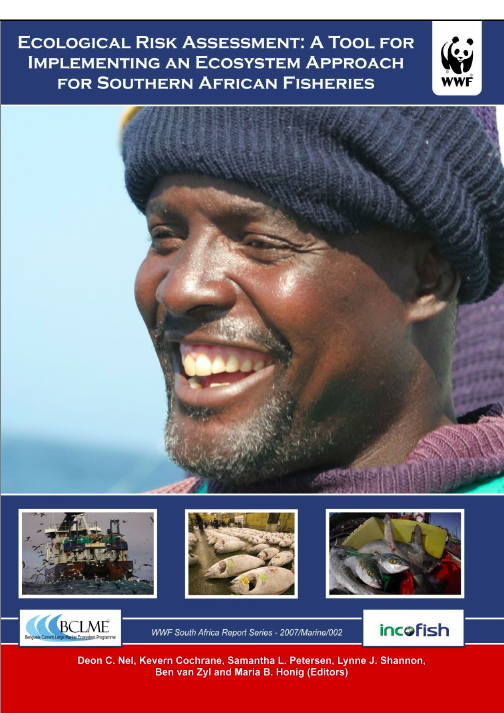 Ecological Risk Assessment: A Tool for
Implementing an Ecosystem Approach
for Southern African Fisheries
WWF
BCLME
Benguela Current Large Marine Ecosystem Programme
WWF South Africa Report Series - 2007/Marine/002
incofish
Deon C. Nel, Kevern Cochrane, Samantha L. Petersen, Lynne J. Shannon,
Ben van Zyl and Maria B. Honig (Editors)